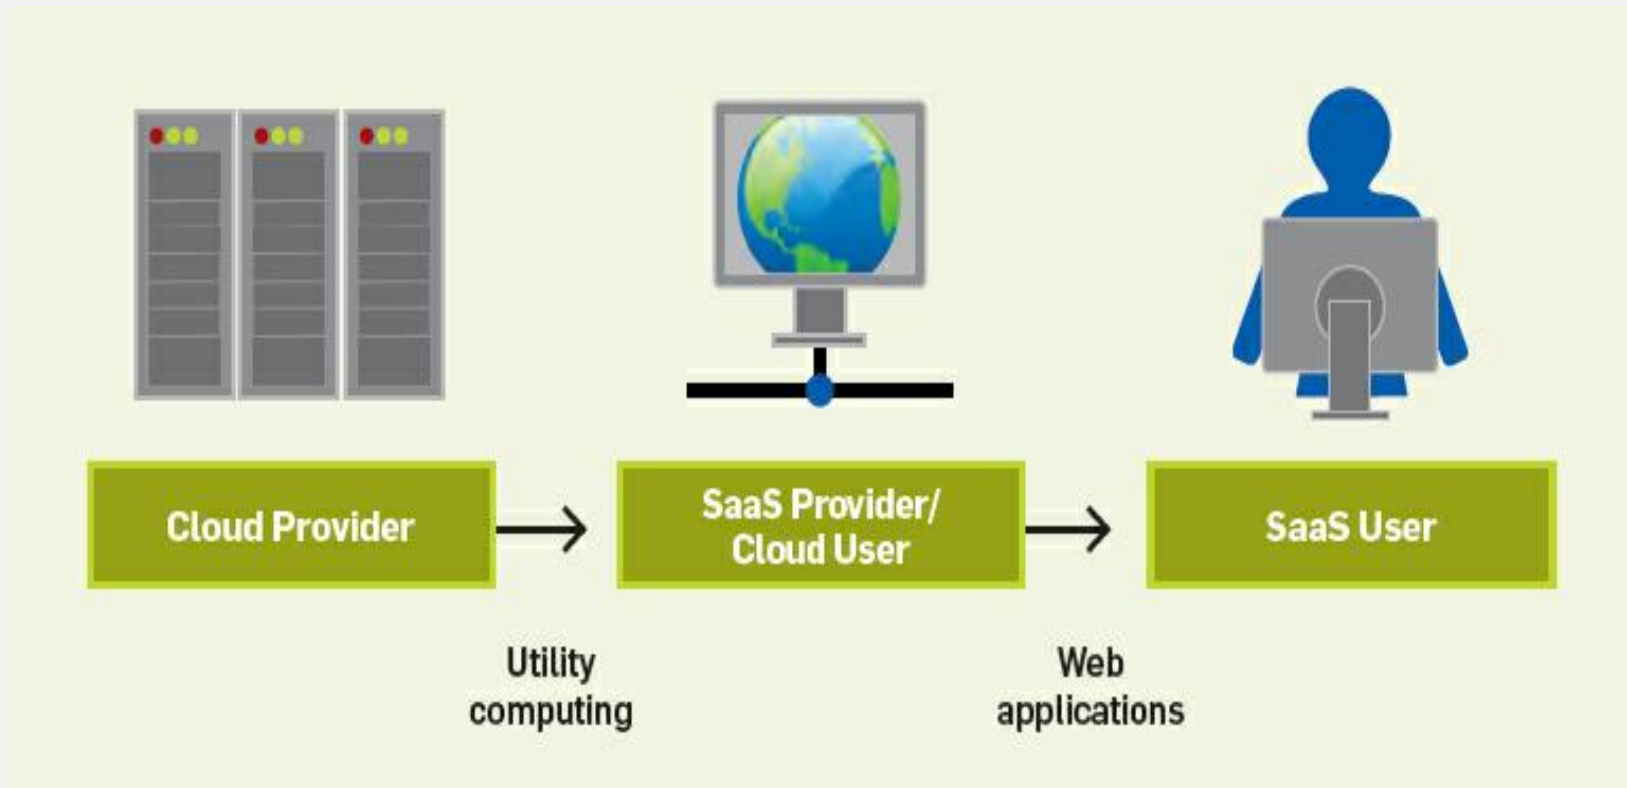 Cloud Provider
SaaS Provider/
Cloud User
SaaS User
Utility
computing
Web
applications